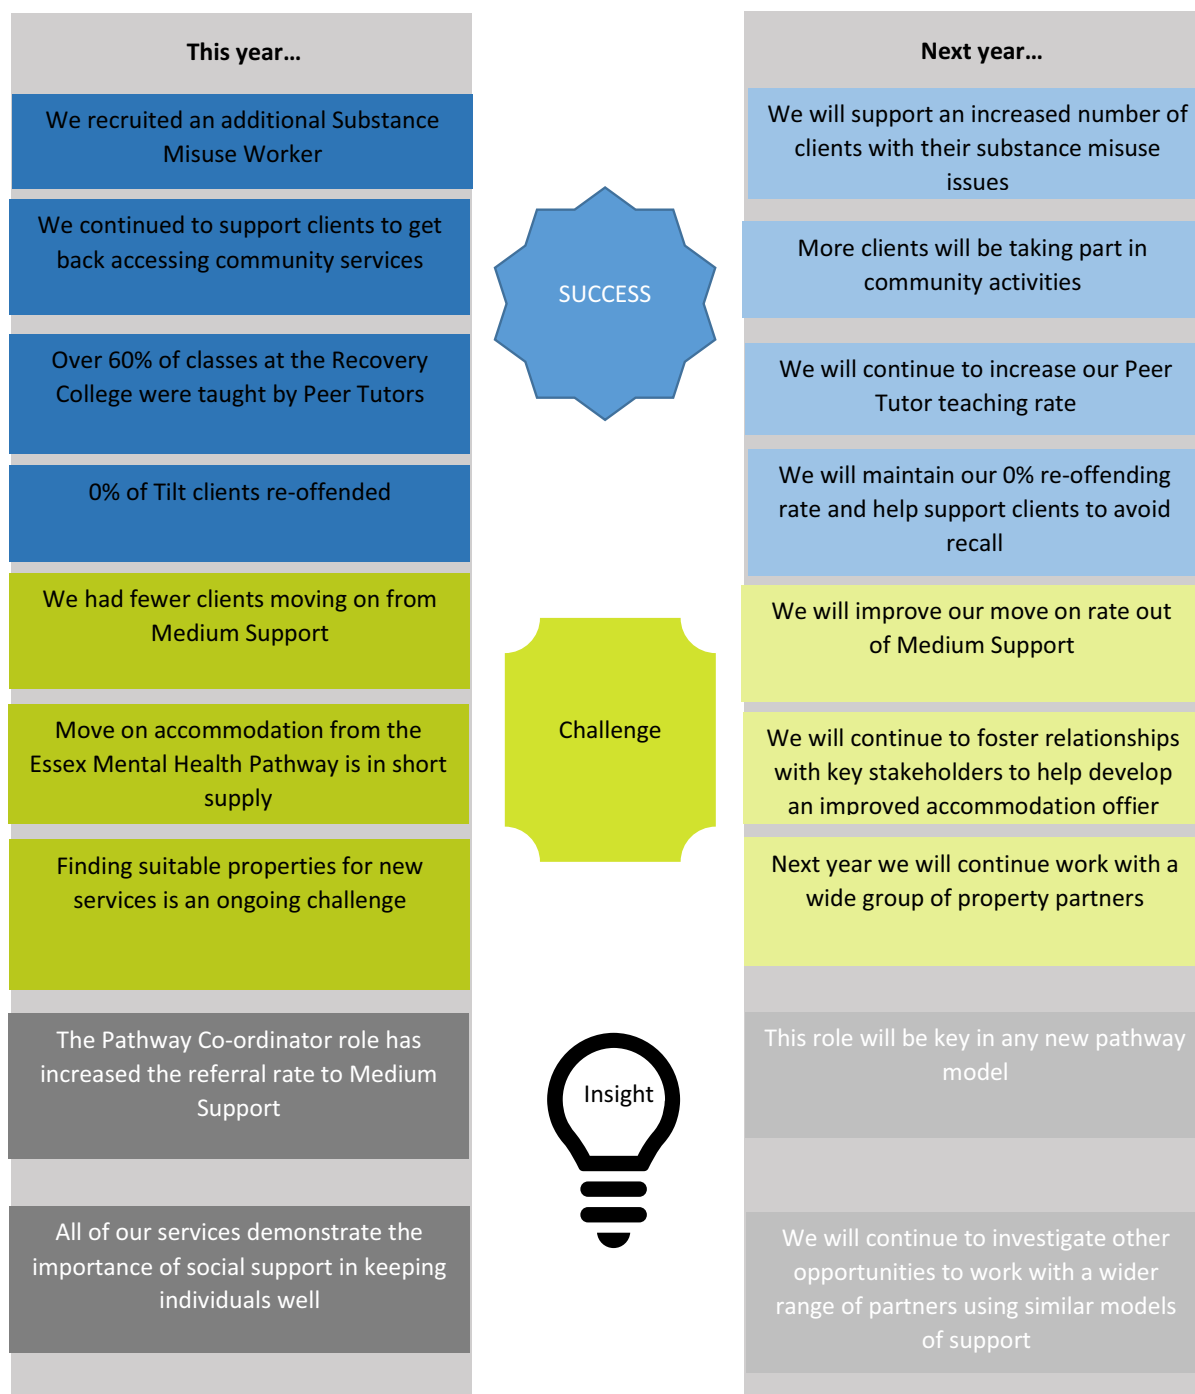 This year…
We recruited an additional Substance
Misuse Worker
We continued to support clients to get
back accessing community services
Over 60% of classes at the Recovery
College were taught by Peer Tutors
0% of Tilt clients re-offended
We had fewer clients moving on from
Medium Support
Move on accommodation from the
Essex Mental Health Pathway is in short
supply
Finding suitable properties for new
services is an ongoing challenge
The Pathway Co-ordinator role has
increased the referral rate to Medium
Support
All of our services demonstrate the
importance of social support in keeping
individuals well
SUCCESS
Challenge
Insight
Next year…
We will support an increased number of
clients with their substance misuse
issues
More clients will be taking part in
community activities
We will continue to increase our Peer
Tutor teaching rate
We will maintain our 0% re-offending
rate and help support clients to avoid
recall
We will improve our move on rate out
of Medium Support
We will continue to foster relationships
with key stakeholders to help develop
an improved accommodation offier
Next year we will continue work with a
wide group of property partners
This role will be key in any new pathway
model
We will continue to investigate other
opportunities to work with a wider
range of partners using similar models
of support